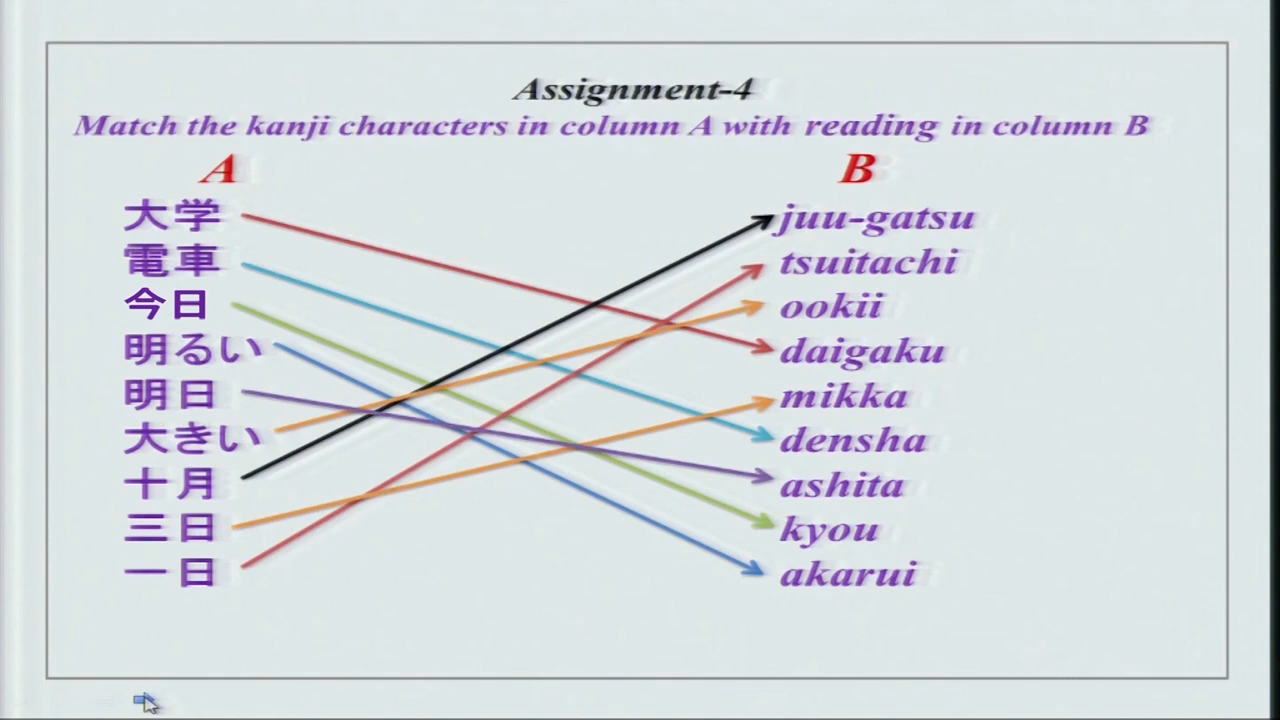 Assignment-4
Match the kanji characters in column A with reading in column B
A B
大学 juu-gatsu
電車 tsuitachi
今日 ookii
明るい daigaku
明日 mikka
大きい densha
十月 ashita
三日 kyou
一日 akarui